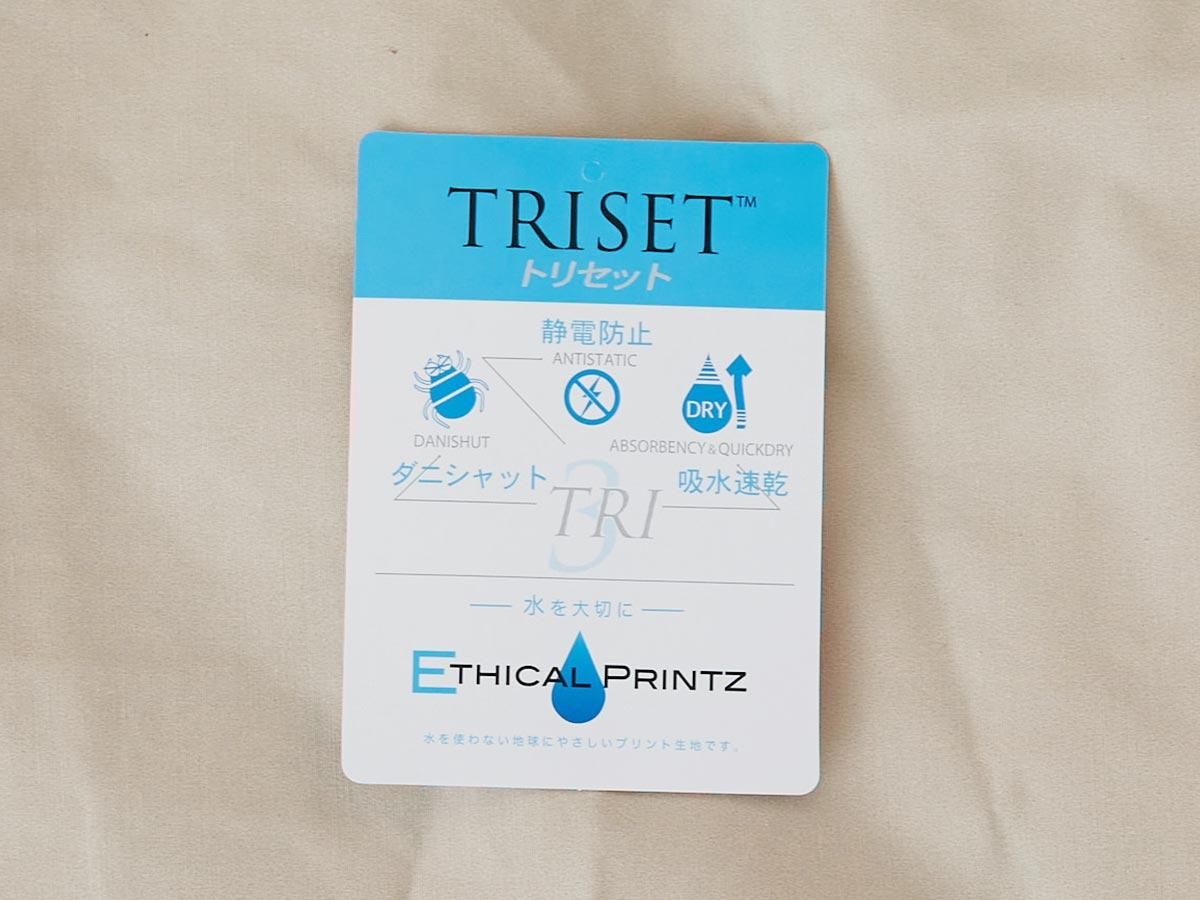 TRISET™
トリセット
静電防止
ANTISTATIC
DRY
DANISHUT
ABSORBENCY & QUICKDRY
ダニシャット
吸水速乾
3
TRI
水を大切に
ETHICAL PRINTZ
水を使わない地球にやさしいプリント生地です。